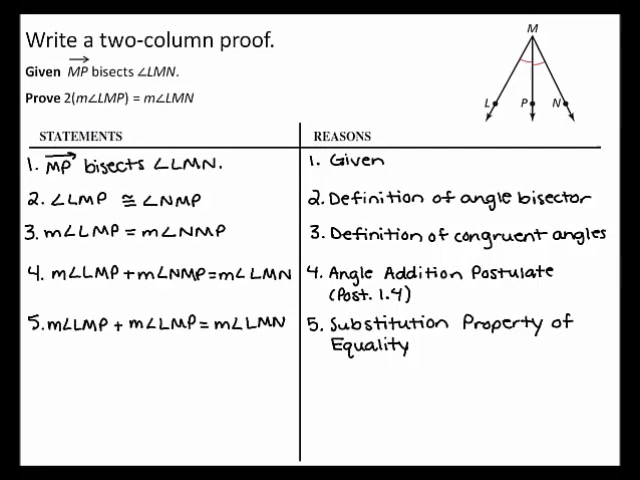 Write a two-column proof.
Given MP bisects ∠LMN.
Prove 2(m∠LMP) = m∠LMN
M
L P N
STATEMENTS REASONS
1. MP bisects ∠LMN. 1. Given
2. ∠LMP ≅ ∠NMP 2. Definition of angle bisector
3. m∠LMP = m∠NMP 3. Definition of congruent angles
4. m∠LMP + m∠NMP = m∠LMN 4. Angle Addition Postulate
(Post. 1.4)
5. m∠LMP + m∠LMP = m∠LMN 5. Substitution Property of
Equality